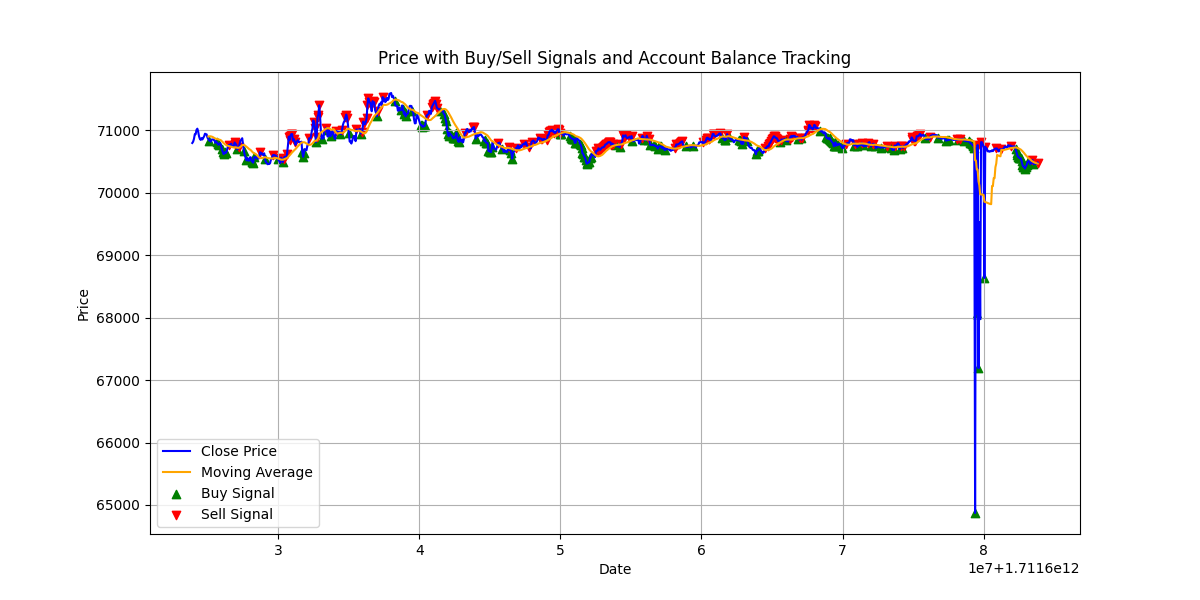 Price with Buy/Sell Signals and Account Balance Tracking
Price
71000
70000
69000
68000
67000
66000
65000
Close Price
Moving Average
Buy Signal
Sell Signal
3 4 5 6 7 8
Date
1e7+1.7116e12